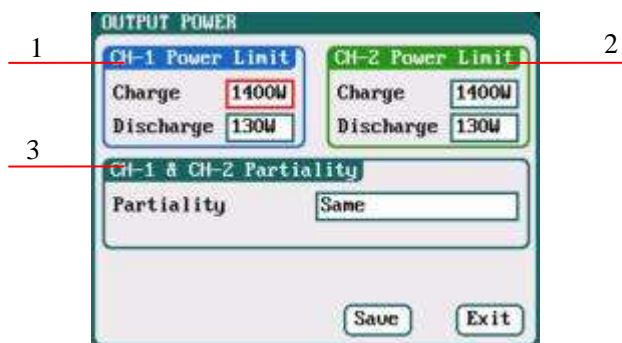 OUTPUT POWER
1
2
CH-1 Power Limit
CH-2 Power Limit
Charge 1400W
Charge 1400W
Discharge 130W
Discharge 130W
3
CH-1 & CH-2 Partiality
Partiality Same
Save Exit